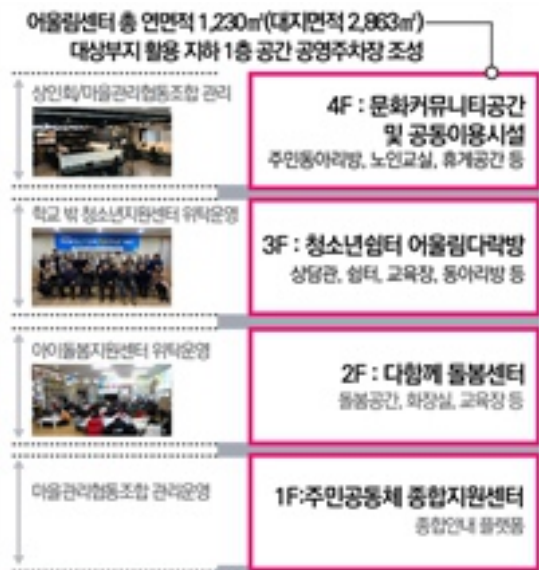 어울림센터 총 연면적 1,230㎡(대지면적 2,863㎡)
대상부지 활용 지하 1층 공간 공영주차장 조성
상인회/마을관리협동조합 관리
4F : 문화커뮤니티공간
및 공동이용시설
주민동아리방, 노인교실, 휴게공간 등
학교 밖 청소년지원센터 위탁운영
3F : 청소년쉼터 어울림다락방
상담관, 쉼터, 교육장, 동아리방 등
아이돌봄지원센터 위탁운영
2F : 다함께 돌봄센터
돌봄공간, 화장실, 교육장 등
마을관리협동조합 관리운영
1F:주민공동체 종합지원센터
종합안내 플랫폼